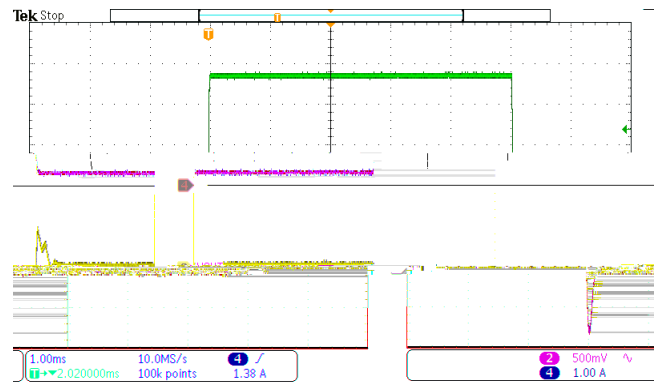 Tek Stop
T
T
1.00ms 10.0MS/s 4 2 500mV
T→▼2.020000ms 100k points 1.38 A 4 1.00 A